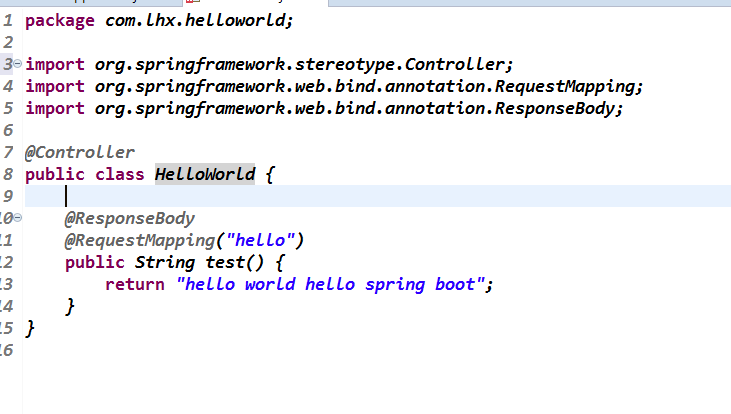 1 package com.lhx.helloworld;
2
3 import org.springframework.stereotype.Controller;
4 import org.springframework.web.bind.annotation.RequestMapping;
5 import org.springframework.web.bind.annotation.ResponseBody;
6
7 @Controller
8 public class HelloWorld {
9
10 @ResponseBody
11 @RequestMapping("hello")
12 public String test() {
13 return "hello world hello spring boot";
14 }
15 }
16